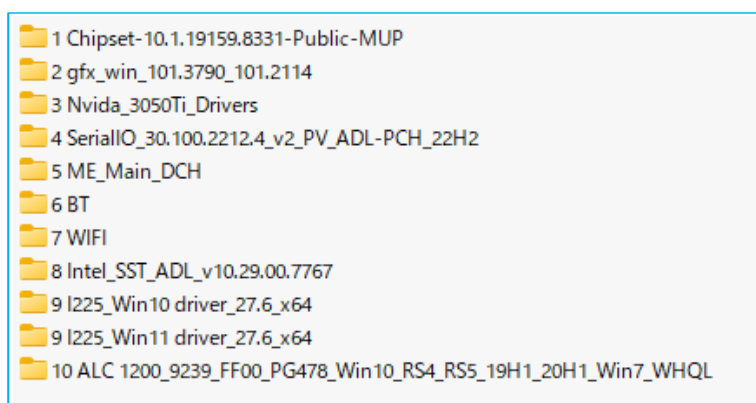 1 Chipset-10.1.19159.8331-Public-MUP
2 gfx_win_101.3790_101.2114
3 Nvida_3050Ti_Drivers
4 SerialIO_30.100.2212.4_v2_PV_ADL-PCH_22H2
5 ME_Main_DCH
6 BT
7 WIFI
8 Intel_SST_ADL_v10.29.00.7767
9 I225_Win10 driver_27.6_x64
9 I225_Win11 driver_27.6_x64
10 ALC 1200_9239_FF00_PG478_Win10_RS4_RS5_19H1_20H1_Win7_WHQL